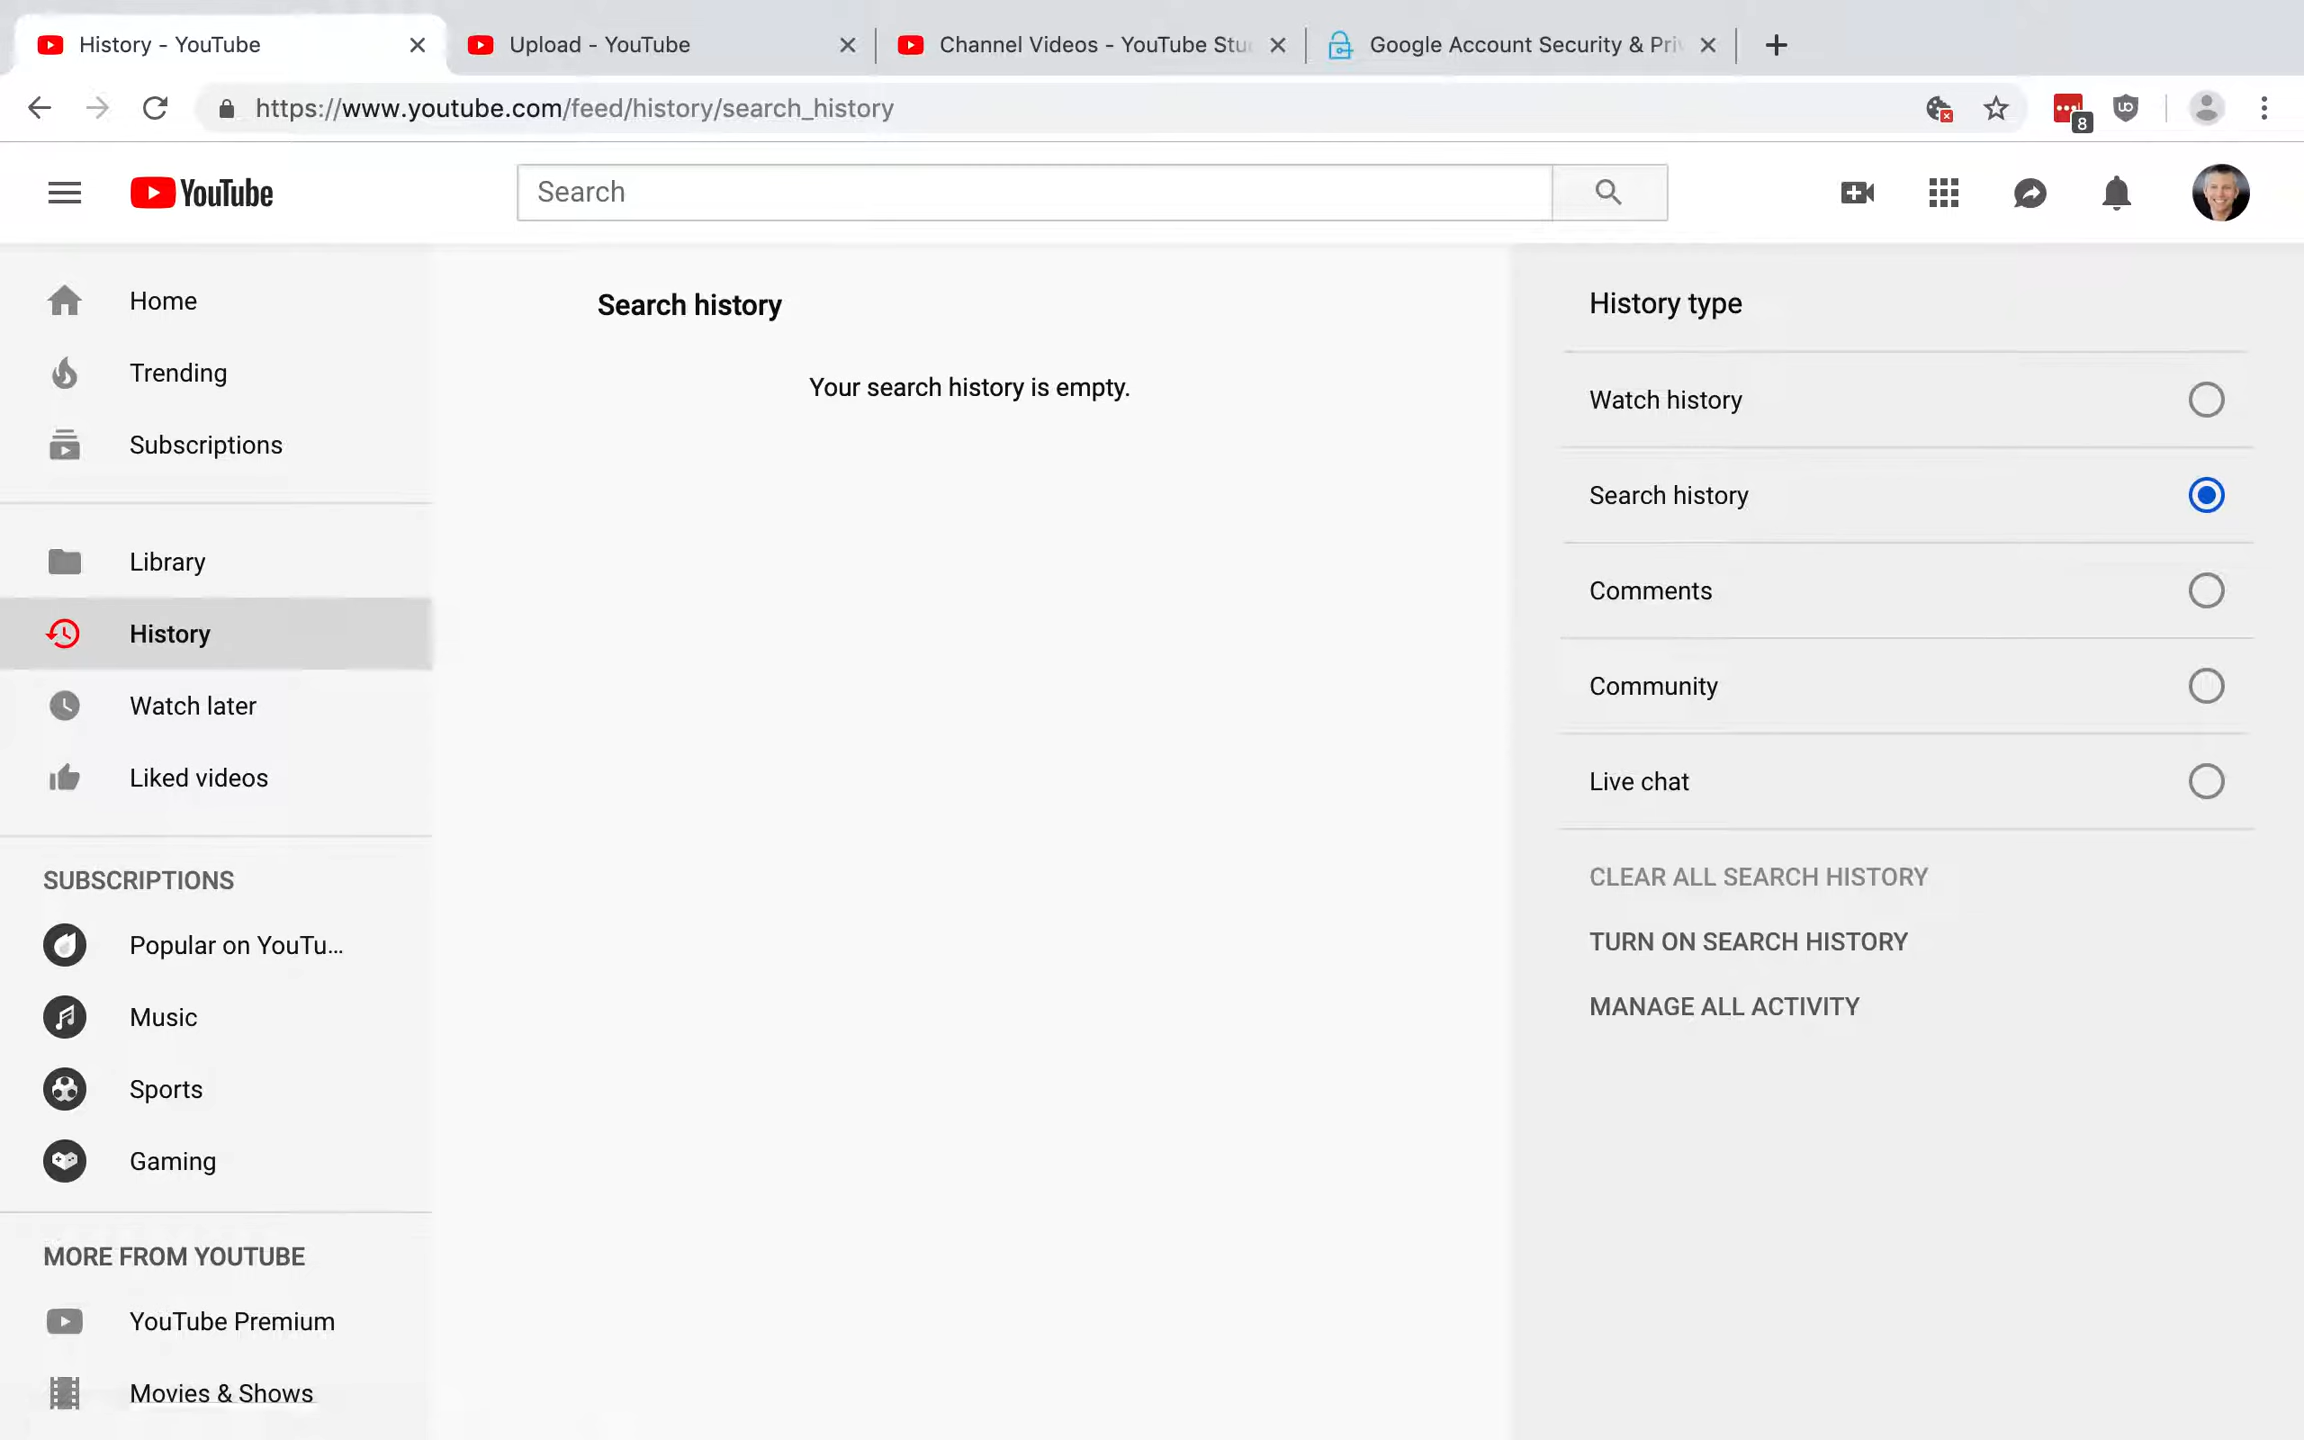 History - YouTube
Upload - YouTube
Channel Videos - YouTube Stu
Google Account Security & Pri
https://www.youtube.com/feed/history/search_history
8
YouTube
Search
Home
Trending
Subscriptions
Library
History
Watch later
Liked videos
SUBSCRIPTIONS
Popular on YouTu...
Music
Sports
Gaming
MORE FROM YOUTUBE
YouTube Premium
Movies & Shows
Search history
Your search history is empty.
History type
Watch history
Search history
Comments
Community
Live chat
CLEAR ALL SEARCH HISTORY
TURN ON SEARCH HISTORY
MANAGE ALL ACTIVITY